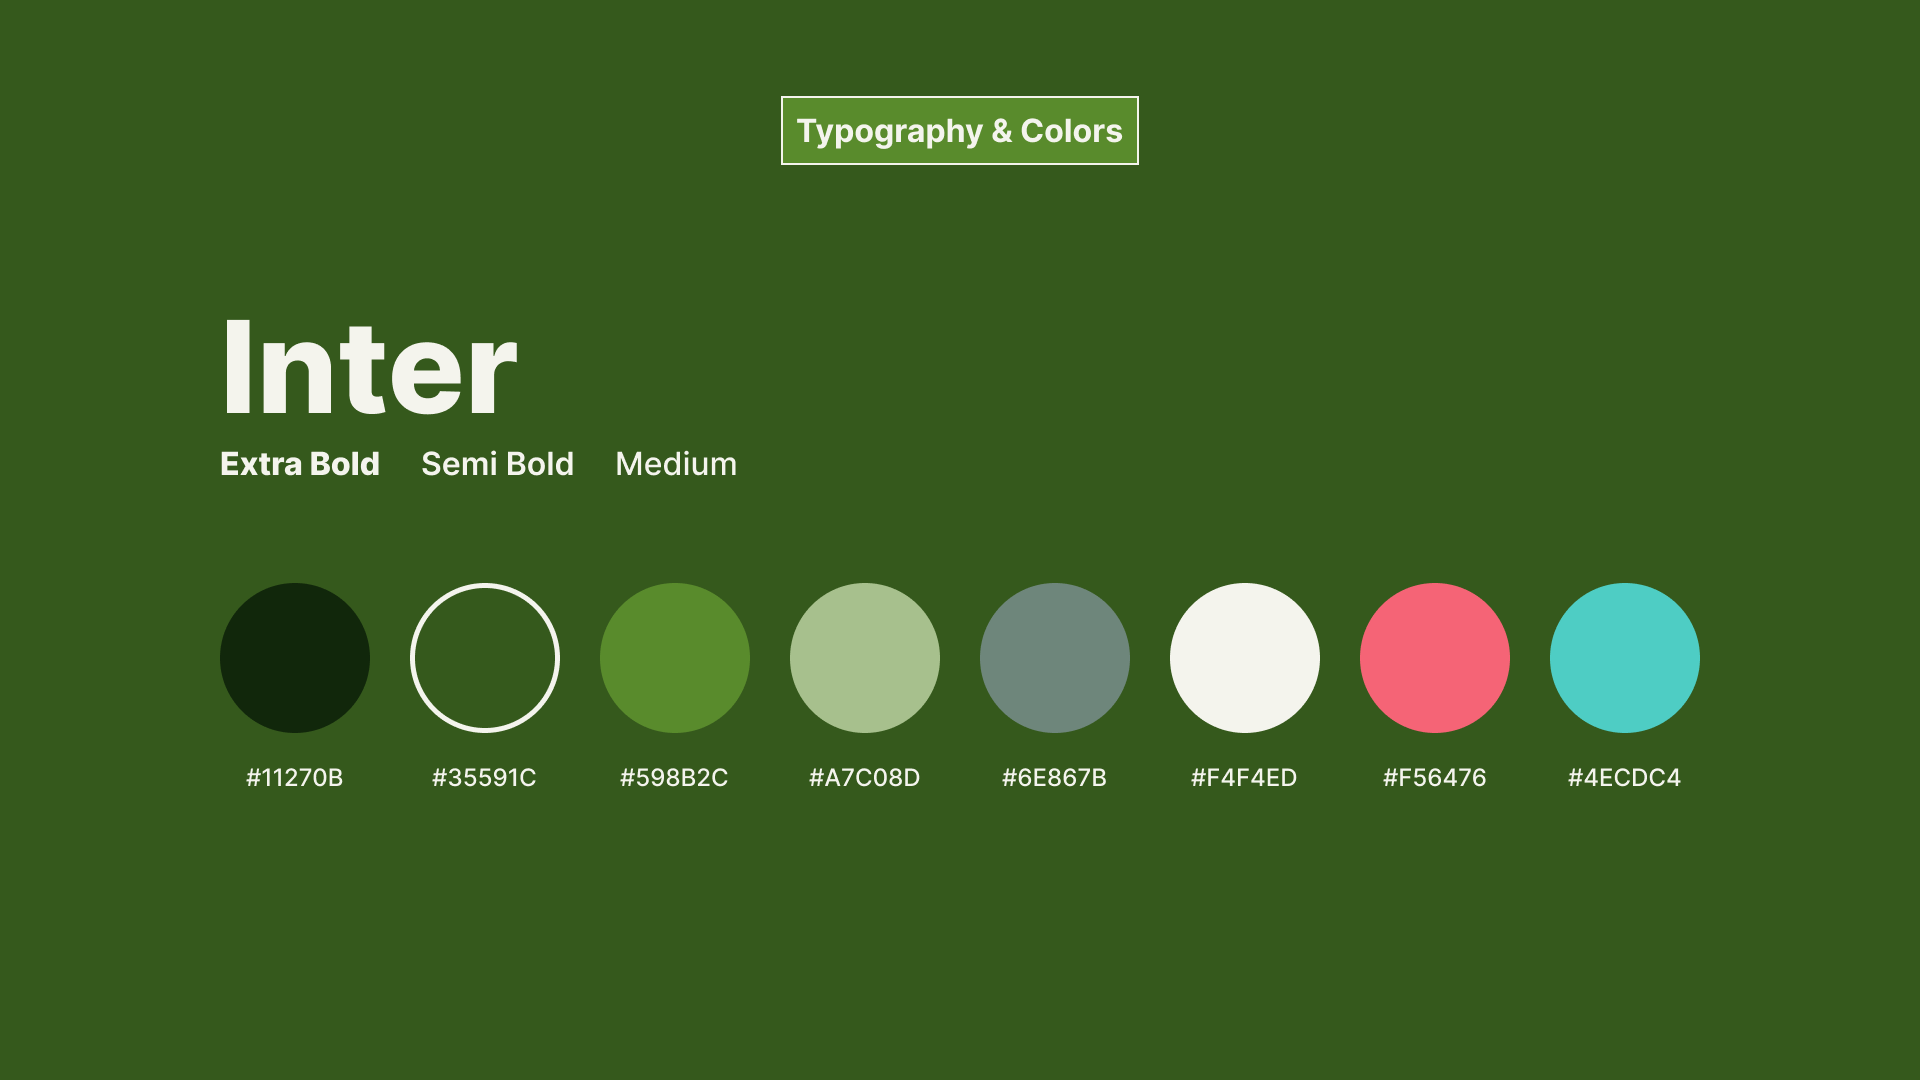 Typography & Colors
Inter
Extra Bold Semi Bold Medium
#11270B #35591C #598B2C #A7C08D #6E867B #F4F4ED #F56476 #4ECDC4